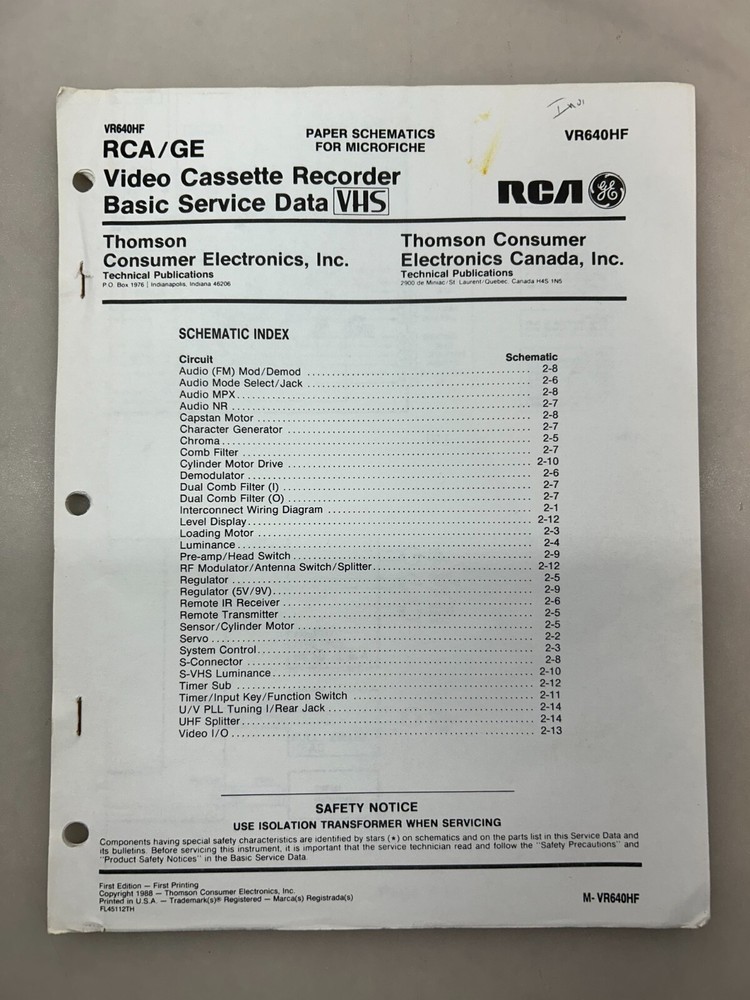 VR640HF
RCA/GE
PAPER SCHEMATICS
FOR MICROFICHE
VR640HF
Video Cassette Recorder
Basic Service Data VHS
RCA GE
Thomson
Consumer Electronics, Inc.
Technical Publications
P.O. Box 1976 | Indianapolis, Indiana 46206
Thomson Consumer
Electronics Canada, Inc.
Technical Publications
2900 de Miniac/St. Laurent/Quebec, Canada H4S 1N5
SCHEMATIC INDEX
Circuit Schematic
Audio (FM) Mod/Demod 2-8
Audio Mode Select/Jack 2-6
Audio MPX 2-8
Audio NR 2-7
Capstan Motor 2-8
Character Generator 2-7
Chroma 2-5
Comb Filter 2-7
Cylinder Motor Drive 2-10
Demodulator 2-6
Dual Comb Filter (I) 2-7
Dual Comb Filter (O) 2-7
Interconnect Wiring Diagram 2-1
Level Display 2-12
Loading Motor 2-3
Luminance 2-4
Pre-amp/Head Switch 2-9
RF Modulator/Antenna Switch/Splitter 2-12
Regulator 2-5
Regulator (5V/9V) 2-9
Remote IR Receiver 2-6
Remote Transmitter 2-5
Sensor/Cylinder Motor 2-5
Servo 2-2
System Control 2-3
S-Connector 2-8
S-VHS Luminance 2-10
Timer Sub 2-12
Timer/Input Key/Function Switch 2-11
U/V PLL Tuning I/Rear Jack 2-14
UHF Splitter 2-14
Video I/O 2-13
SAFETY NOTICE
USE ISOLATION TRANSFORMER WHEN SERVICING
Components having special safety characteristics are identified by stars (★) on schematics and on the parts list in this Service Data and
its bulletins. Before servicing this instrument, it is important that the service technician read and follow the "Safety Precautions" and
"Product Safety Notices" in the Basic Service Data.
First Edition — First Printing
Copyright 1988 — Thomson Consumer Electronics, Inc.
Printed in U.S.A. — Trademark(s)® Registered — Marca(s) Registrada(s)
FL45112TH
M-VR640HF